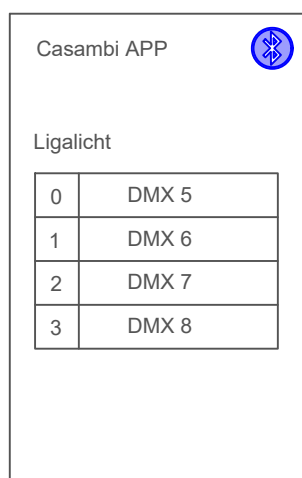 Casambi APP
Ligalicht
0 DMX 5
1 DMX 6
2 DMX 7
3 DMX 8